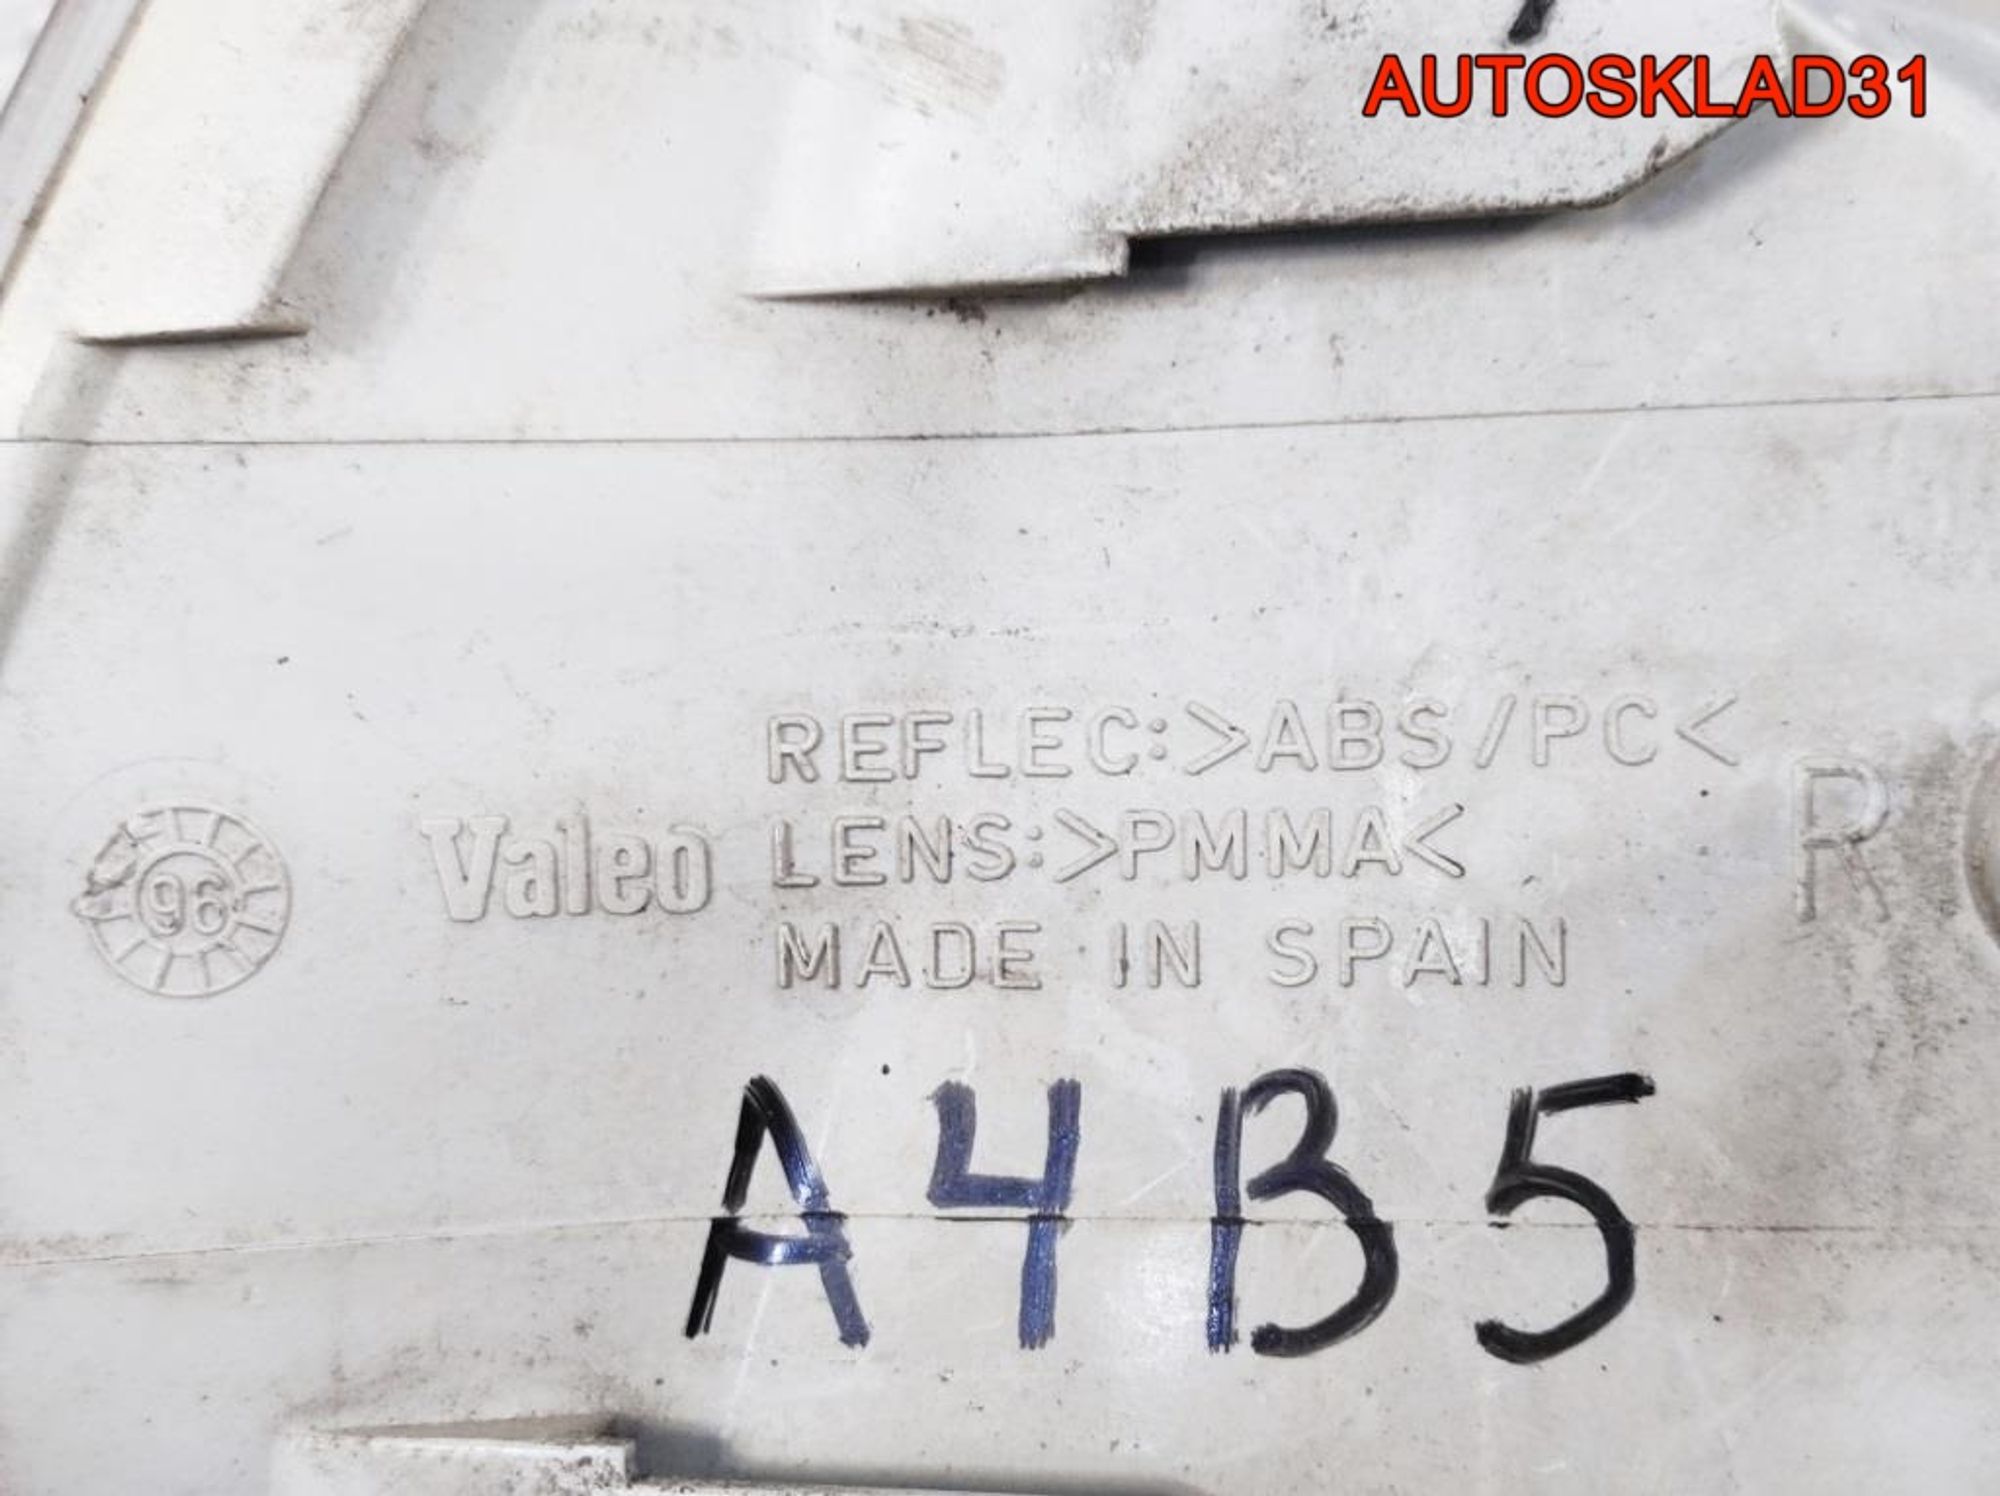 AUTOSKLAD31
REFLEC:>ABS/PC<
LENS:>PMMA<
MADE IN SPAIN
Valeo
96
R
A4B5